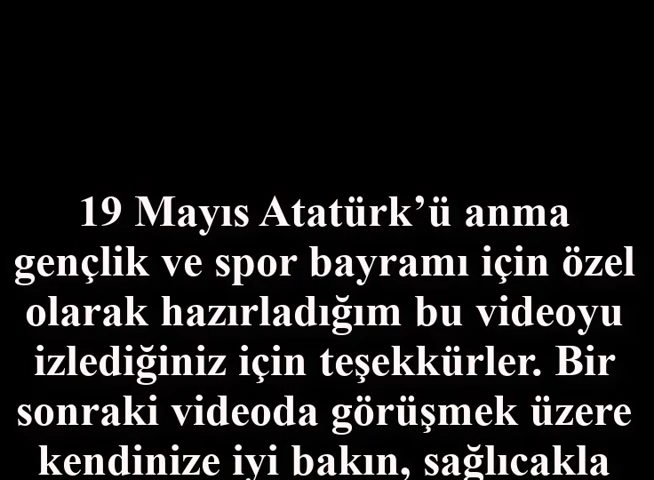 19 Mayıs Atatürk’ü anma
gençlik ve spor bayramı için özel
olarak hazırladığım bu videoyu
izlediğiniz için teşekkürler. Bir
sonraki videoda görüşmek üzere
kendinize iyi bakın, sağlıcakla